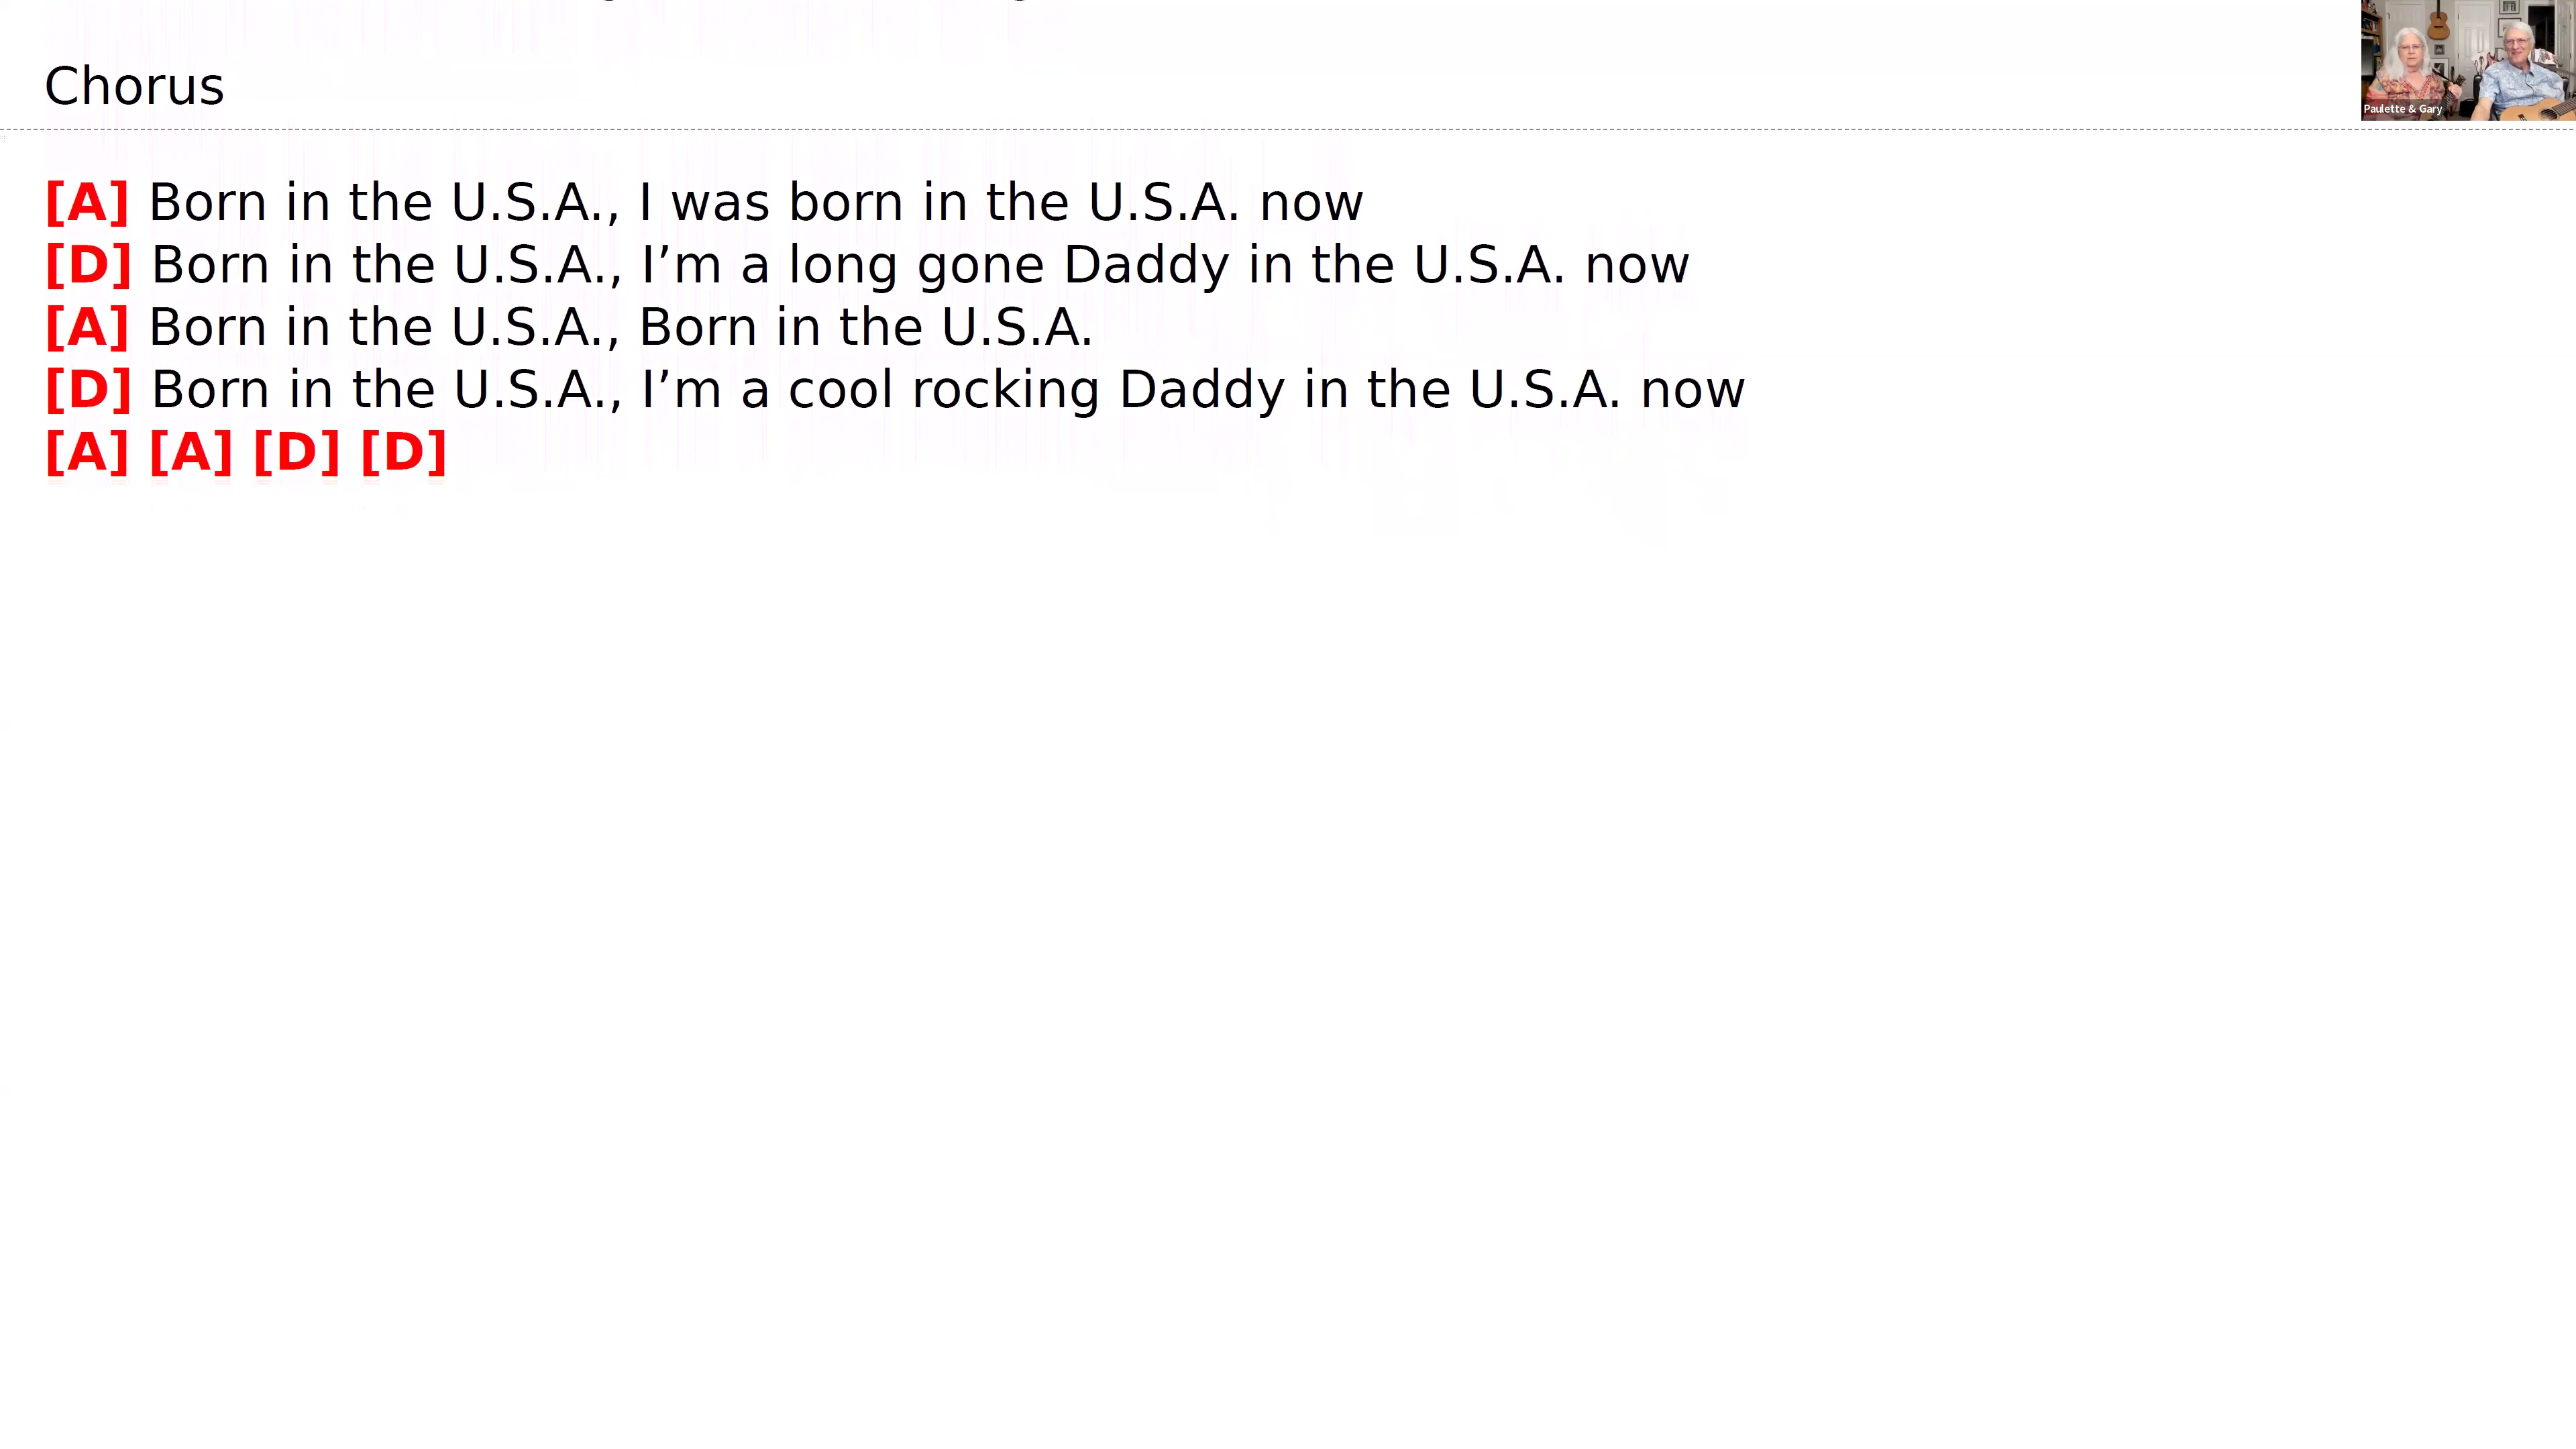 Chorus
Paulette & Gary
[A] Born in the U.S.A., I was born in the U.S.A. now
[D] Born in the U.S.A., I’m a long gone Daddy in the U.S.A. now
[A] Born in the U.S.A., Born in the U.S.A.
[D] Born in the U.S.A., I’m a cool rocking Daddy in the U.S.A. now
[A] [A] [D] [D]